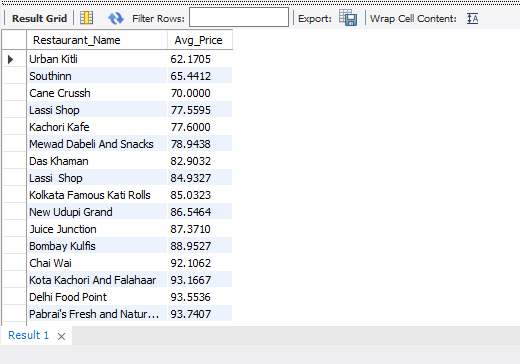 Result Grid Filter Rows: Export: Wrap Cell Content: IA
Restaurant_Name Avg_Price
Urban Kitli 62.1705
Southinn 65.4412
Cane Crussh 70.0000
Lassi Shop 77.5595
Kachori Kafe 77.6000
Mewad Dabeli And Snacks 78.9438
Das Khaman 82.9032
Lassi  Shop 84.9327
Kolkata Famous Kati Rolls 85.0323
New Udupi Grand 86.5464
Juice Junction 87.3710
Bombay Kulfis 88.9527
Chai Wai 92.1062
Kota Kachori And Falahaar 93.1667
Delhi Food Point 93.5536
Pabrai's Fresh and Natur... 93.7407
Result 1